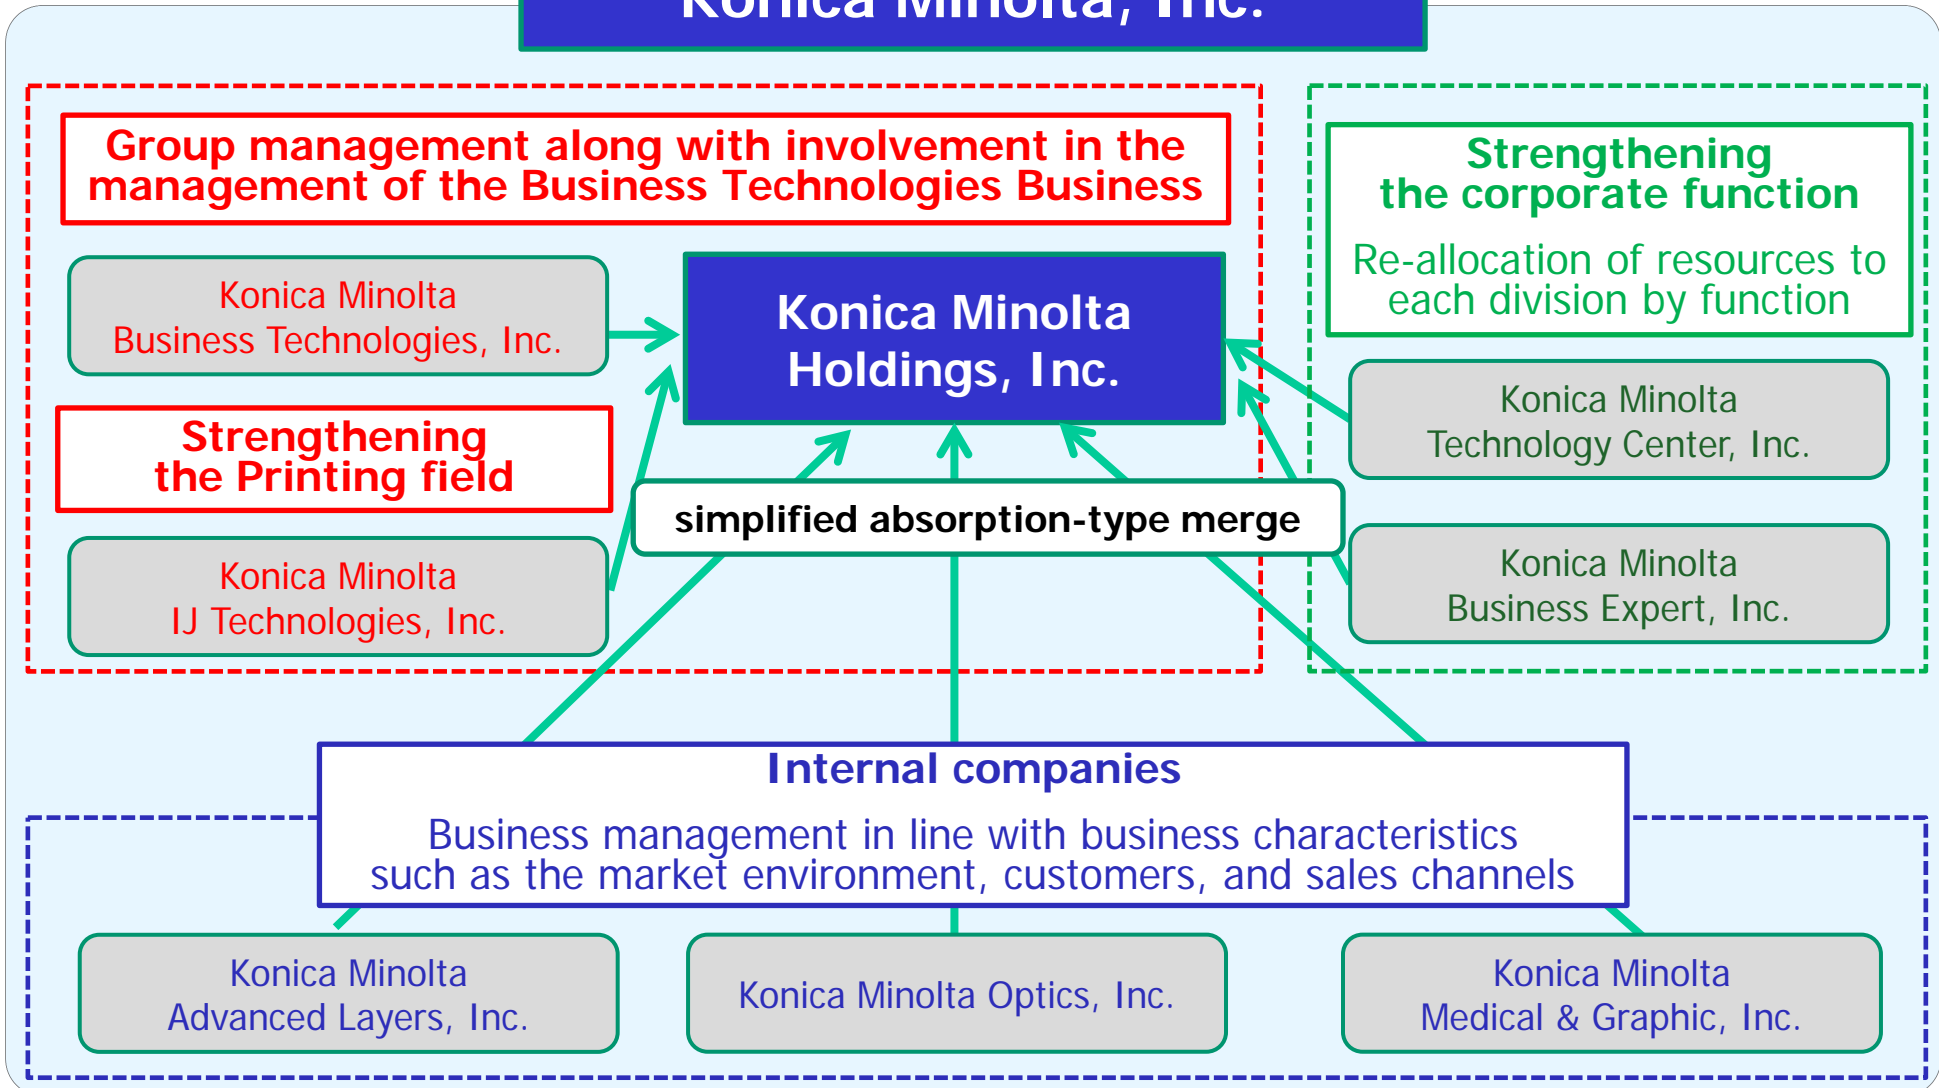 Konica Minolta, Inc.
Group management along with involvement in the
management of the Business Technologies Business
Strengthening
the corporate function
Re-allocation of resources to
each division by function
Konica Minolta
Business Technologies, Inc.
Konica Minolta
Holdings, Inc.
Konica Minolta
Technology Center, Inc.
Strengthening
the Printing field
simplified absorption-type merge
Konica Minolta
IJ Technologies, Inc.
Konica Minolta
Business Expert, Inc.
Internal companies
Business management in line with business characteristics
such as the market environment, customers, and sales channels
Konica Minolta
Advanced Layers, Inc.
Konica Minolta Optics, Inc.
Konica Minolta
Medical & Graphic, Inc.